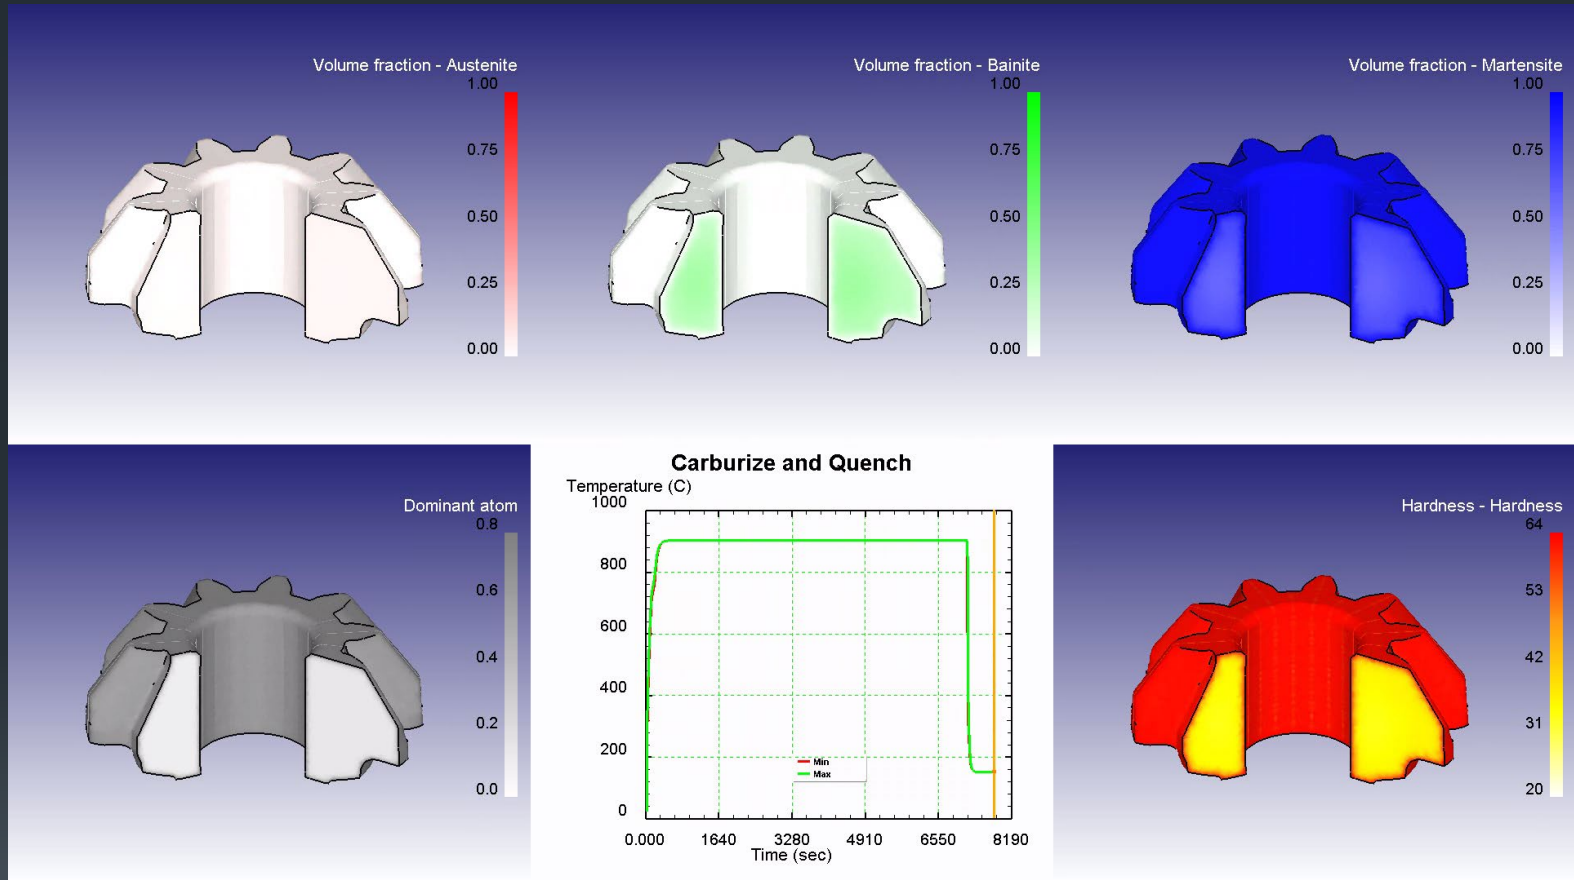 Volume fraction - Austenite
1.00
0.75
0.50
0.25
0.00
Volume fraction - Bainite
1.00
0.75
0.50
0.25
0.00
Volume fraction - Martensite
1.00
0.75
0.50
0.25
0.00
Dominant atom
0.8
0.6
0.4
0.2
0.0
Carburize and Quench
Temperature (C)
1000
800
600
400
200
0
Min
Max
0.000 1640 3280 4910 6550 8190
Time (sec)
Hardness - Hardness
64
53
42
31
20